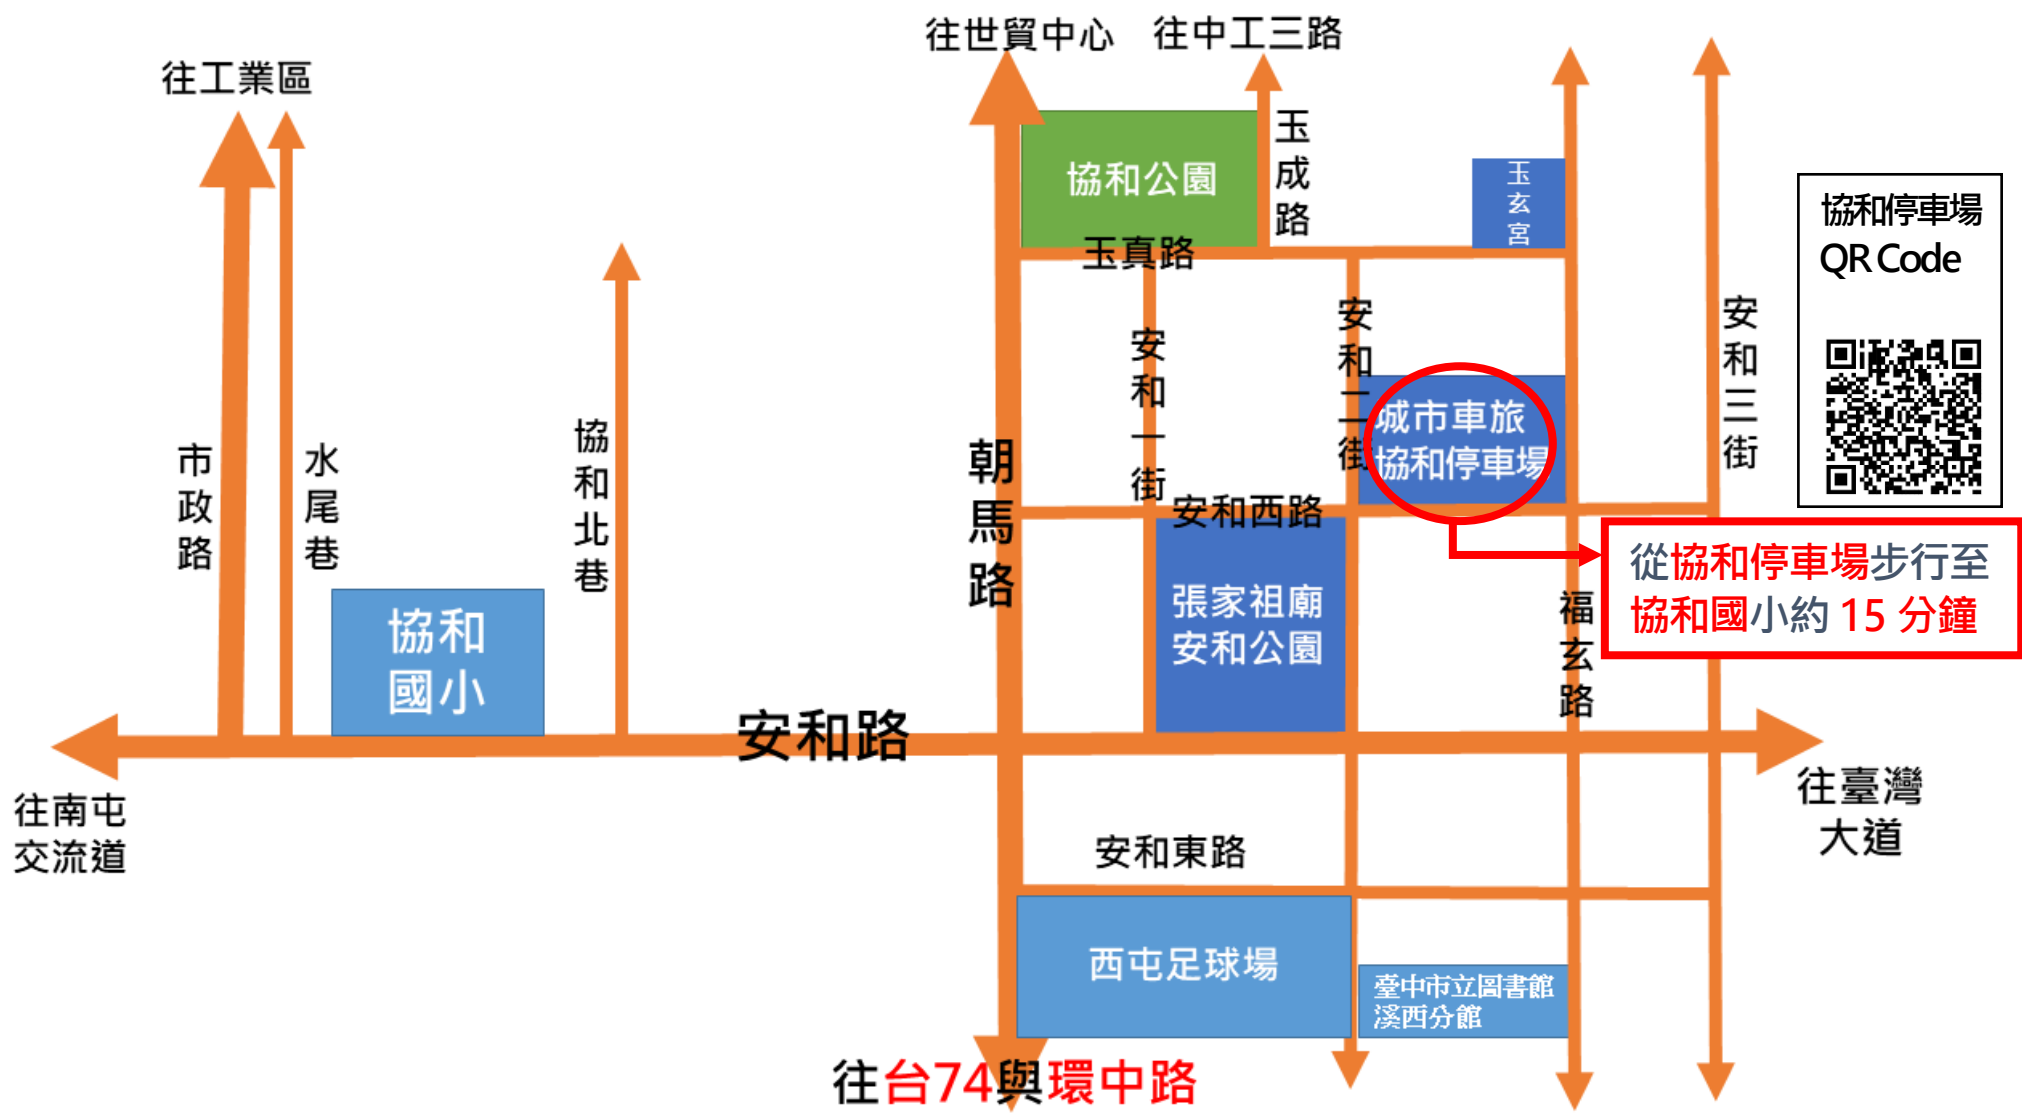 往世貿中心
往中工三路
往工業區
玉成路
協和公園
玉玄宮
協和停車場
QR Code
玉真路
安和一街
安和二街
安和三街
城市車旅
協和停車場
市政路
水尾巷
協和北巷
朝馬路
安和西路
從協和停車場步行至
協和國小約 15 分鐘
張家祖廟
安和公園
福玄路
協和
國小
安和路
往南屯
交流道
往臺灣
大道
安和東路
西屯足球場
臺中市立圖書館
溪西分館
往台74與環中路